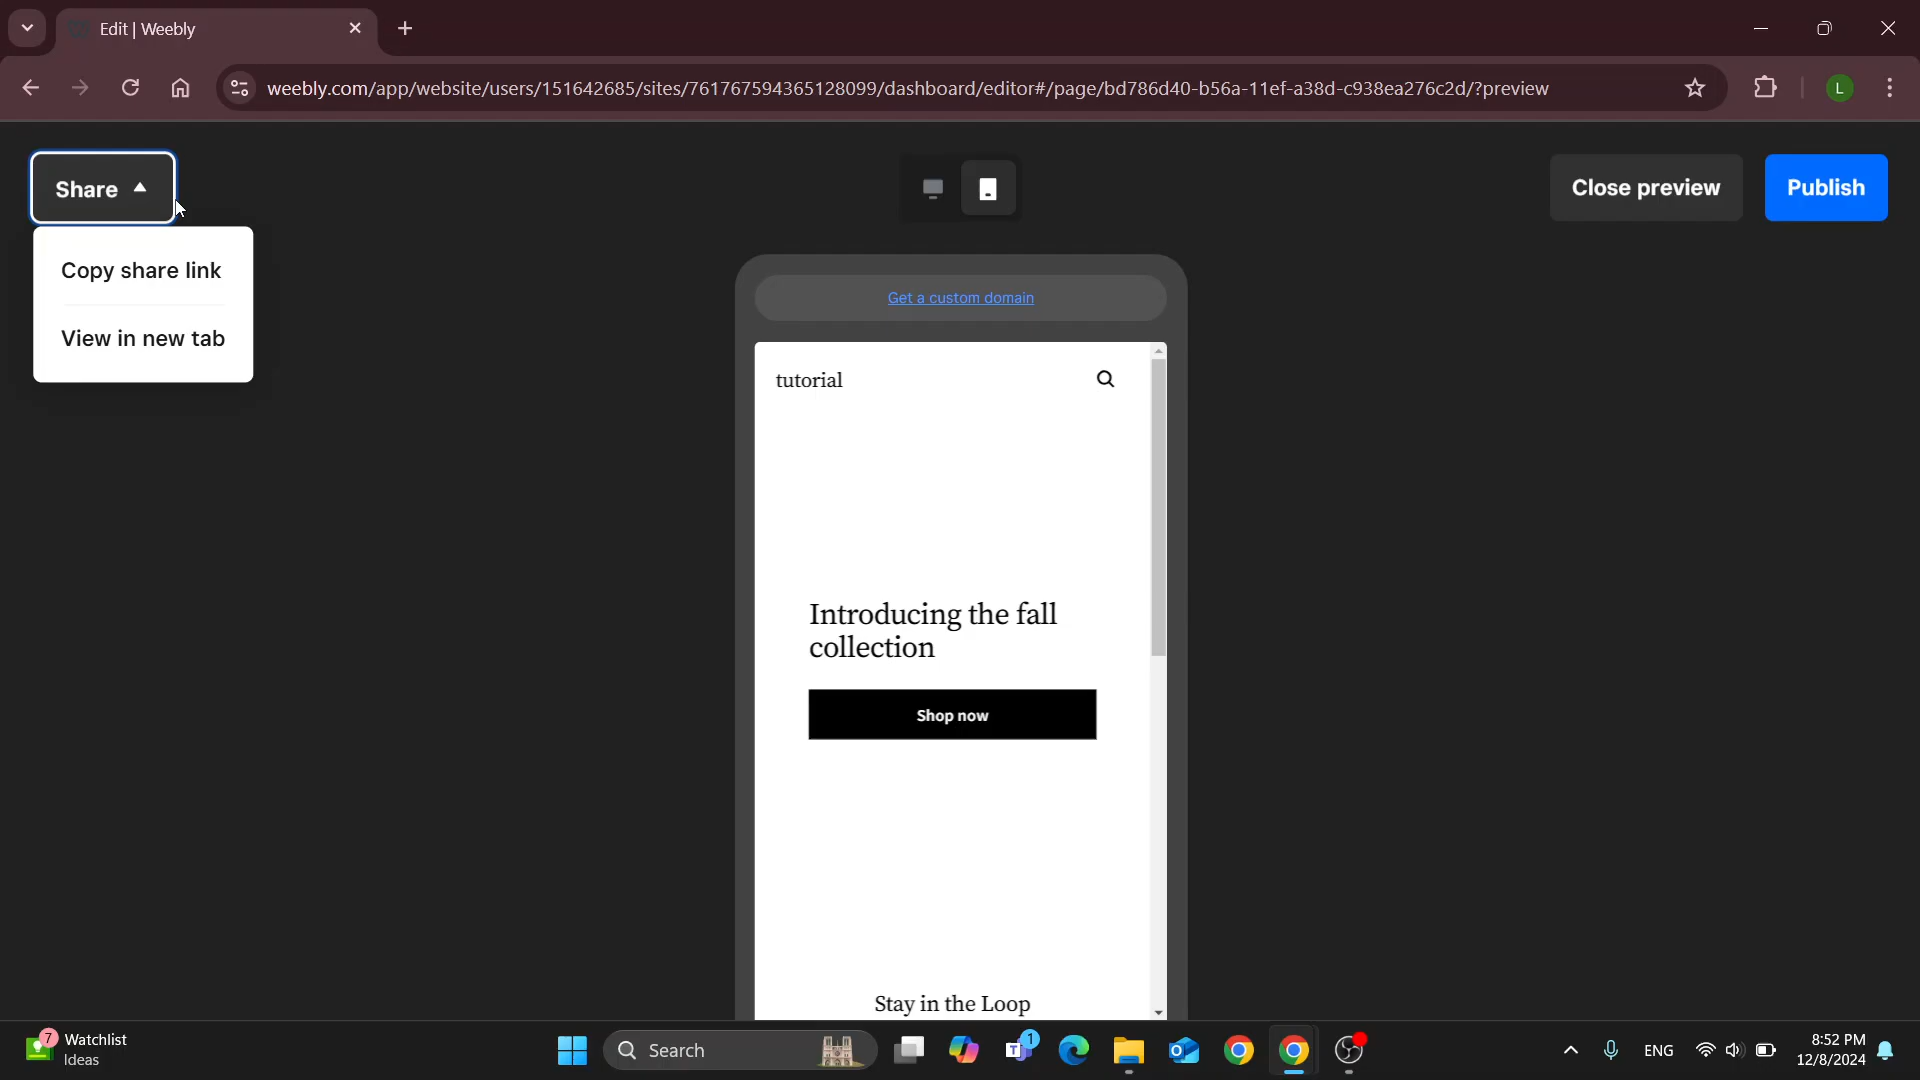 Edit | Weebly
weebly.com/app/website/users/151642685/sites/761767594365128099/dashboard/editor#/page/bd786d40-b56a-11ef-a38d-c938ea276c2d/?preview
L
Share
Close preview
Publish
Copy share link
View in new tab
Get a custom domain
tutorial
Introducing the fall
collection
Shop now
Stay in the Loop
7
Watchlist
Ideas
Search
1
ENG
8:52 PM
12/8/2024